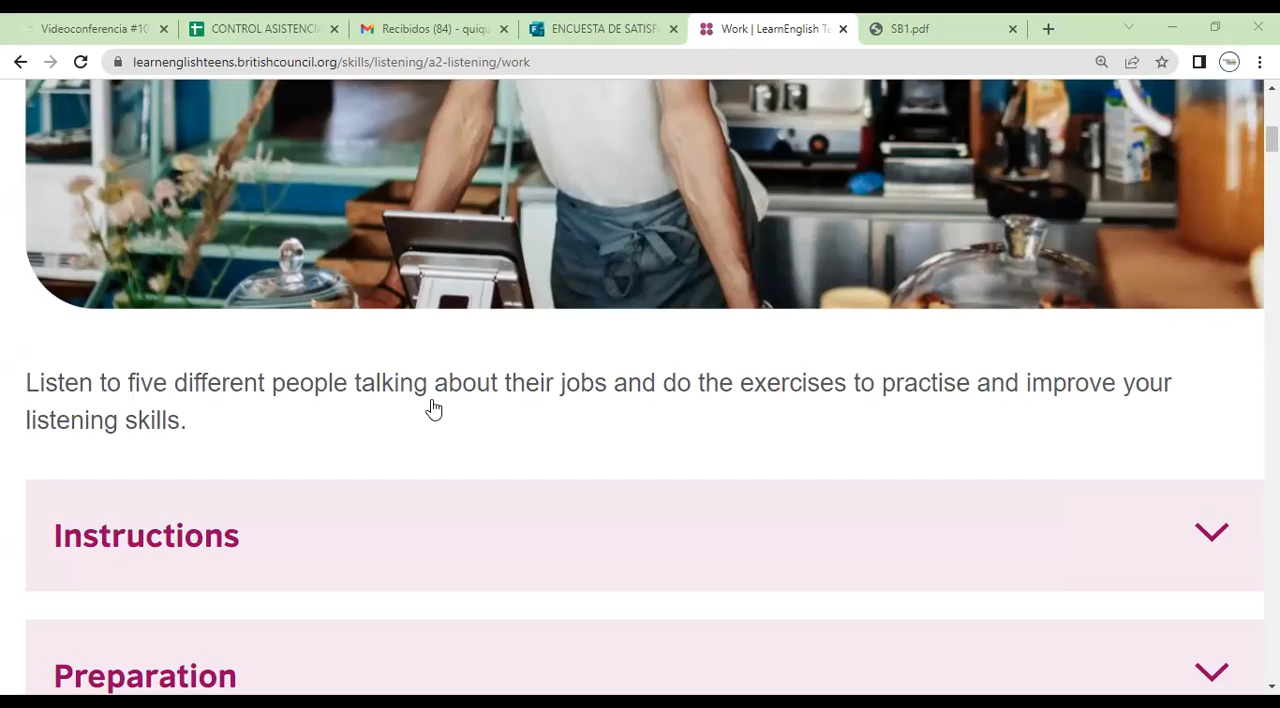 Videoconferencia #10
CONTROL ASISTENCIA
Recibidos (84) - quiqu
ENCUESTA DE SATISF
Work | LearnEnglish Te
SB1.pdf
learnenglishteens.britishcouncil.org/skills/listening/a2-listening/work
Listen to five different people talking about their jobs and do the exercises to practise and improve your
listening skills.
Instructions
Preparation